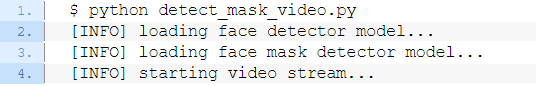 1. $ python detect_mask_video.py
2. [INFO] loading face detector model...
3. [INFO] loading face mask detector model...
4. [INFO] starting video stream...